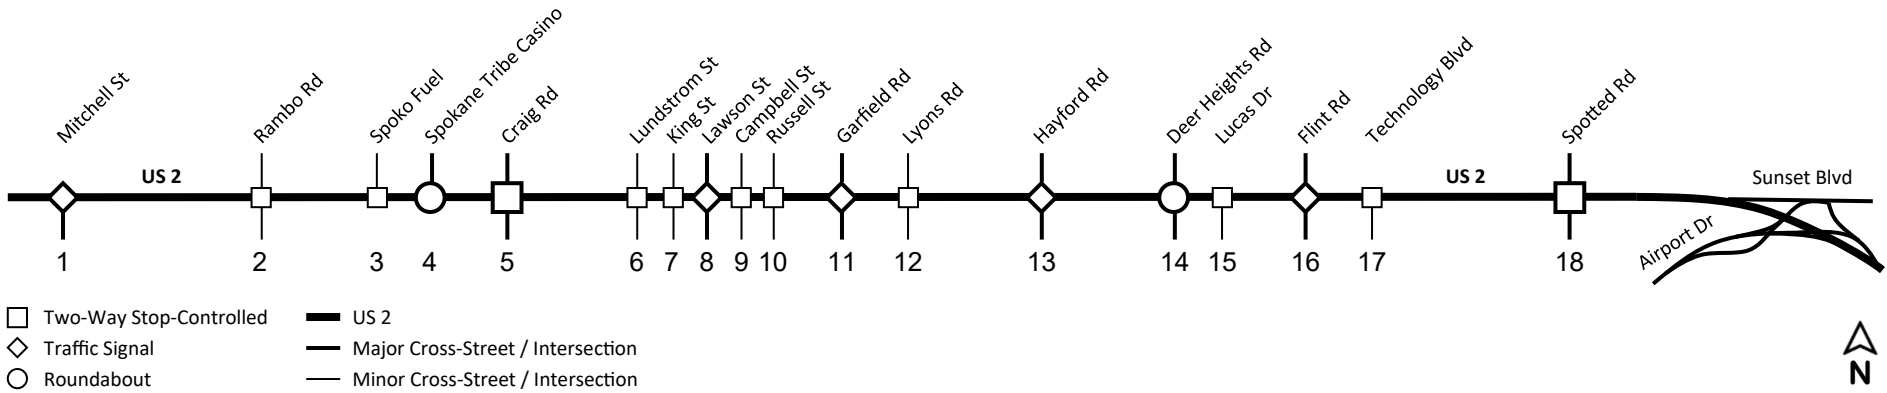 Mitchell St
Rambo Rd
Spoko Fuel
Spokane Tribe Casino
Craig Rd
Lundstrom St
King St
Lawson St
Campbell St
Russell St
Garfield Rd
Lyons Rd
Hayford Rd
Deer Heights Rd
Lucas Dr
Flint Rd
Technology Blvd
Spotted Rd
US 2
US 2
Sunset Blvd
Airport Dr
1 2 3 4 5 6 7 8 9 10 11 12 13 14 15 16 17 18
Two-Way Stop-Controlled
Traffic Signal
Roundabout
US 2
Major Cross-Street / Intersection
Minor Cross-Street / Intersection
N